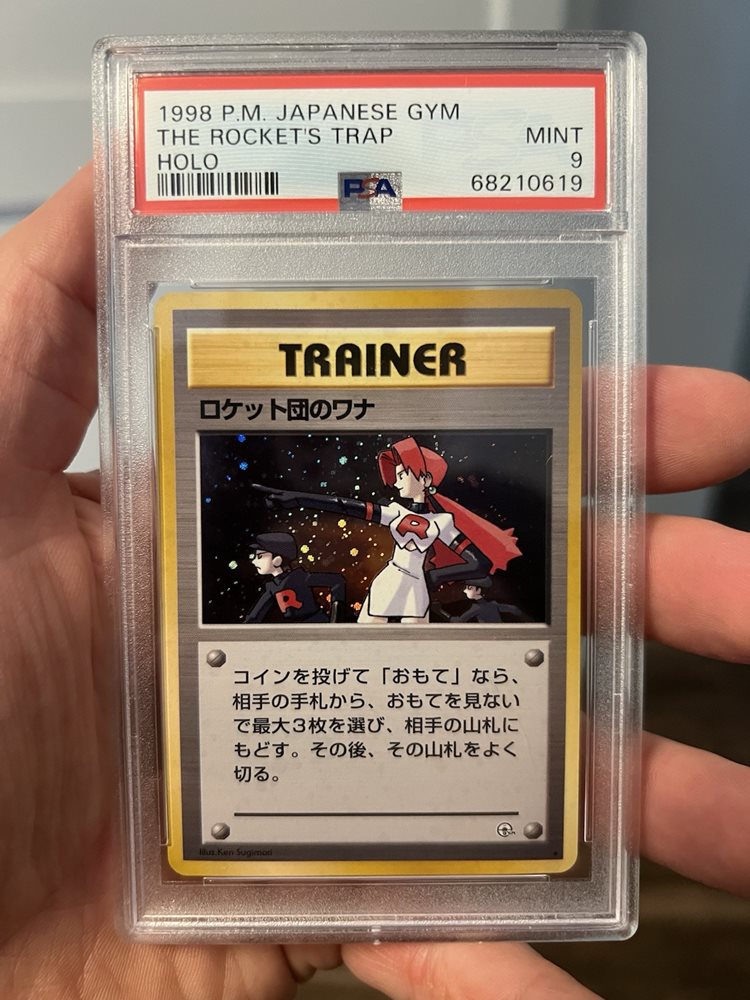 1998 P.M. JAPANESE GYM
THE ROCKET'S TRAP MINT
HOLO 9
PSA 68210619
TRAINER
ロケット団のワナ
R
R
コインを投げて「おもて」なら、
相手の手札から、おもてを見ない
で最大3枚を選び、相手の山札に
もどす。その後、その山札をよく
切る。
Illus. Ken Sugimori